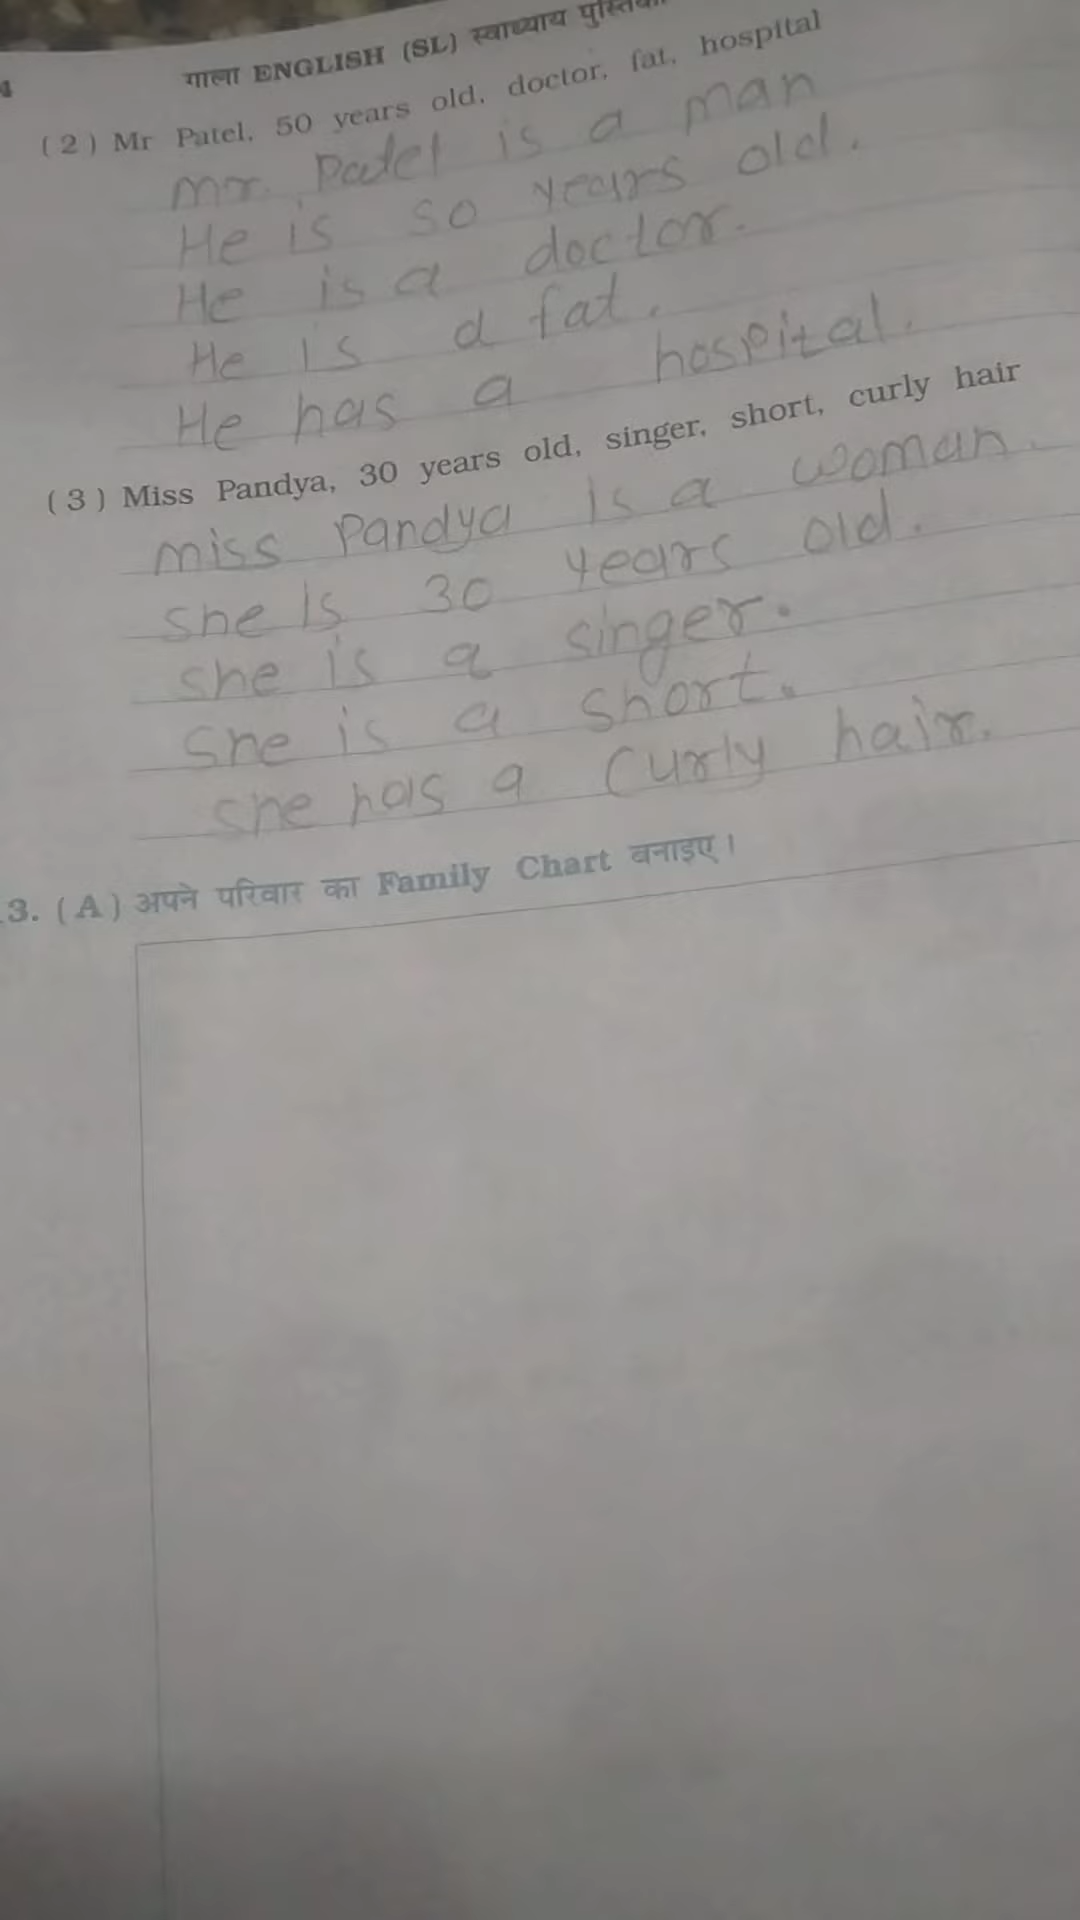 गाला ENGLISH (SL) स्वाध्याय
(2) Mr Patel, 50 years old, doctor, fat, hospital
mr. Patel is a man
He is 50 years old.
He is a doctor.
He is a fat.
He has a hospital.
(3) Miss Pandya, 30 years old, singer, short, curly hair
miss Pandya is a woman.
she is 30 years old.
she is a singer.
she is a short.
she has a curly hair.
3. (A) अपने परिवार का Family Chart बनाइए।